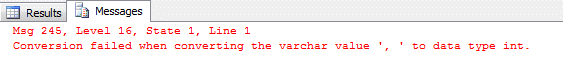 Results Messages
Msg 245, Level 16, State 1, Line 1
Conversion failed when converting the varchar value ', ' to data type int.